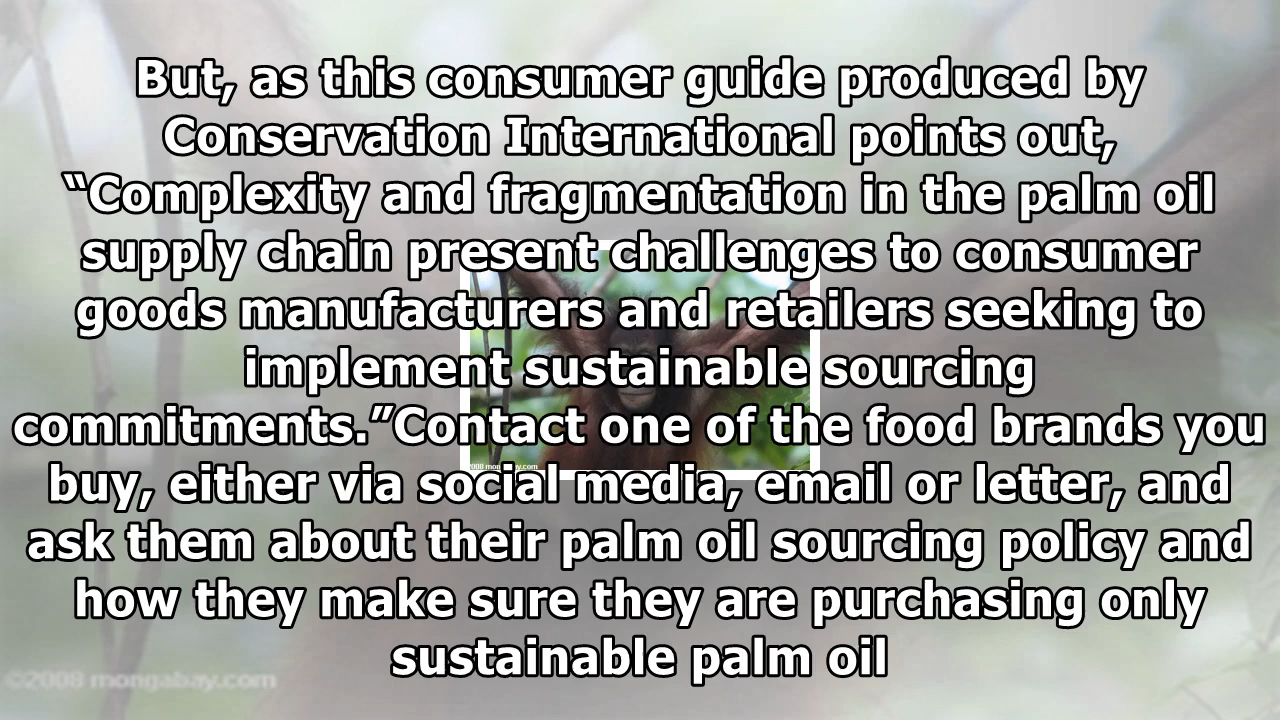 But, as this consumer guide produced by
Conservation International points out,
“Complexity and fragmentation in the palm oil
supply chain present challenges to consumer
goods manufacturers and retailers seeking to
implement sustainable sourcing
commitments.”Contact one of the food brands you
buy, either via social media, email or letter, and
ask them about their palm oil sourcing policy and
how they make sure they are purchasing only
sustainable palm oil
©2008 mongabay.com